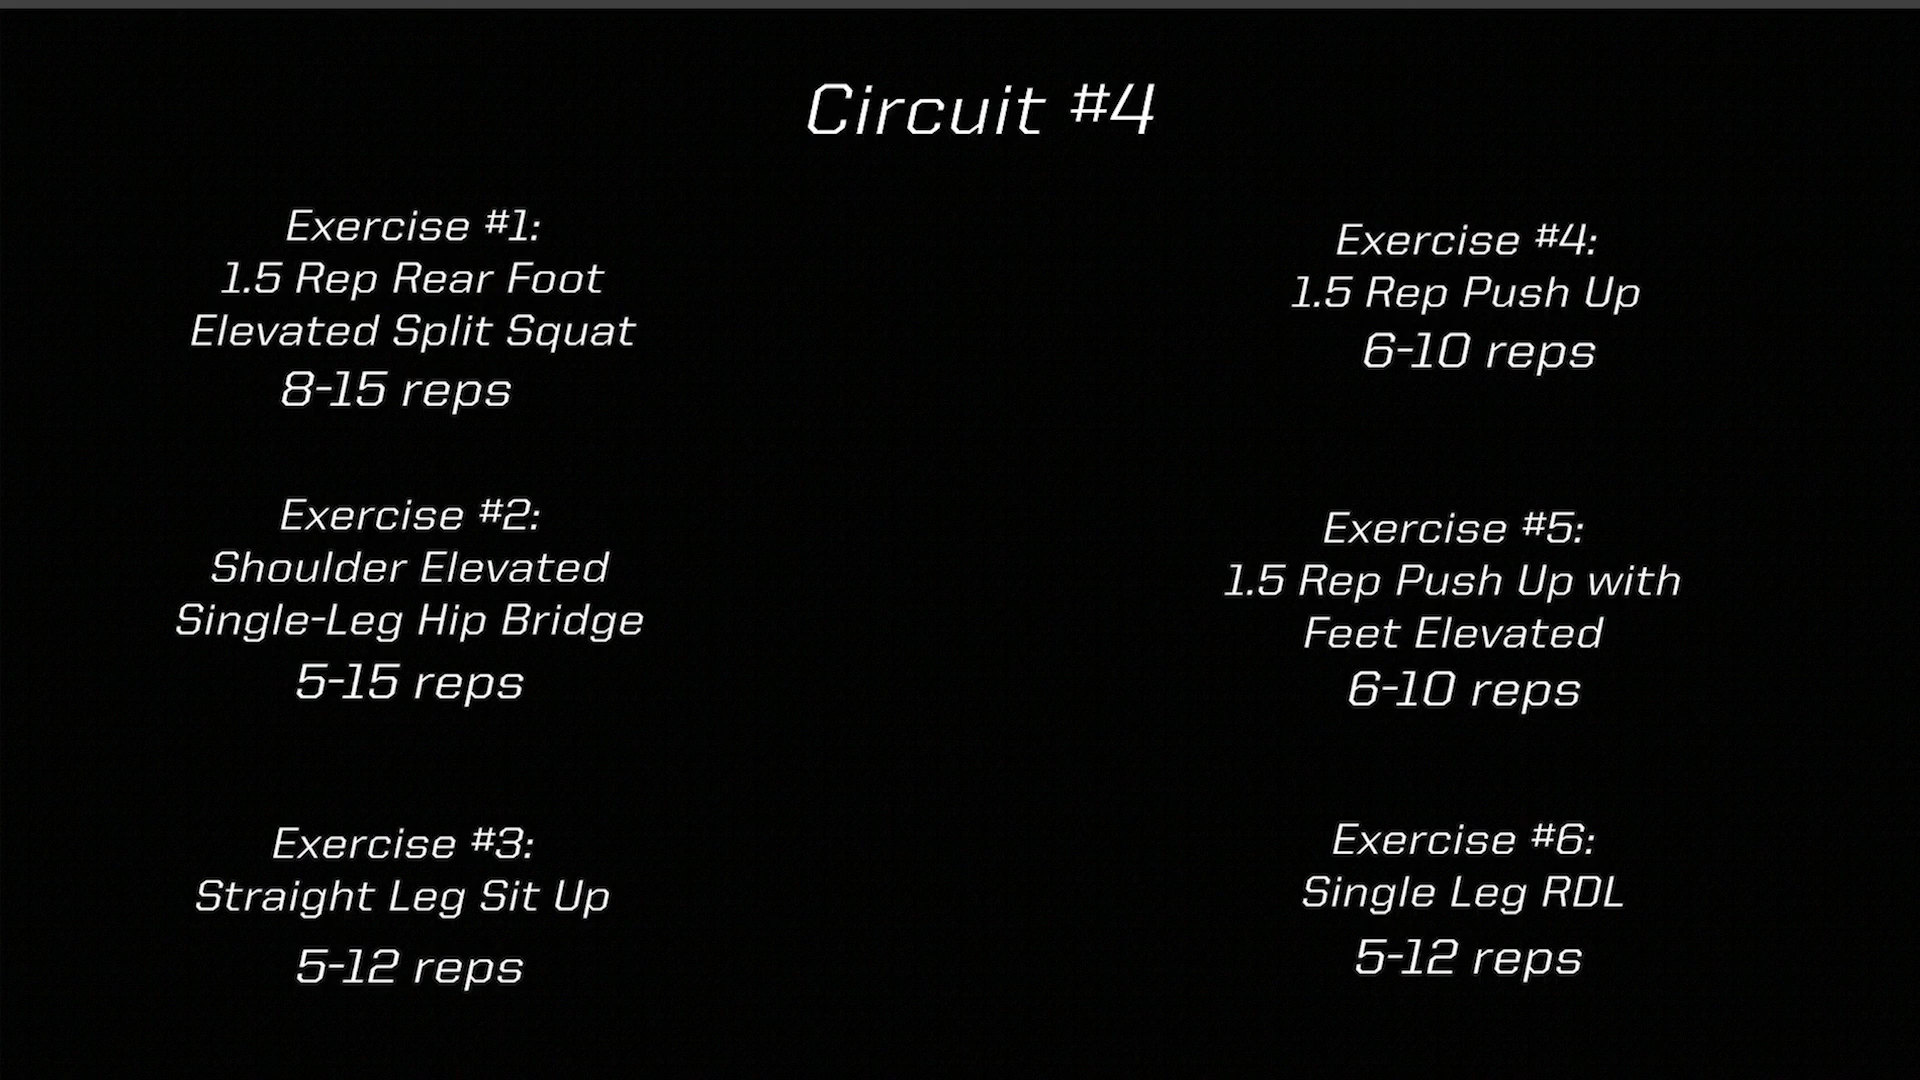 Circuit #4
Exercise #1:
1.5 Rep Rear Foot
Elevated Split Squat
8-15 reps
Exercise #2:
Shoulder Elevated
Single-Leg Hip Bridge
5-15 reps
Exercise #3:
Straight Leg Sit Up
5-12 reps
Exercise #4:
1.5 Rep Push Up
6-10 reps
Exercise #5:
1.5 Rep Push Up with
Feet Elevated
6-10 reps
Exercise #6:
Single Leg RDL
5-12 reps